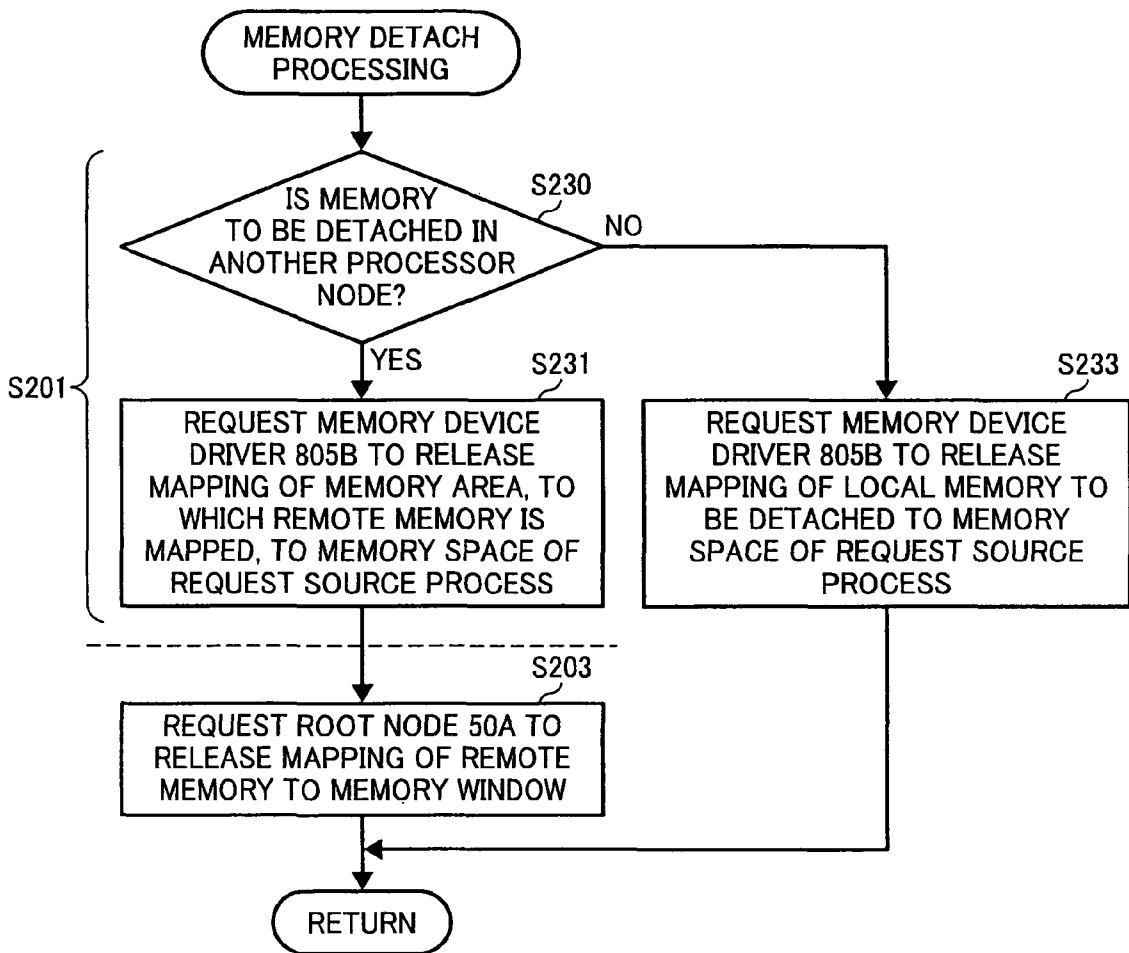 MEMORY DETACH
PROCESSING
S230
IS MEMORY
TO BE DETACHED IN
ANOTHER PROCESSOR
NODE?
NO
YES
S201
S231
REQUEST MEMORY DEVICE
DRIVER 805B TO RELEASE
MAPPING OF MEMORY AREA, TO
WHICH REMOTE MEMORY IS
MAPPED, TO MEMORY SPACE OF
REQUEST SOURCE PROCESS
S233
REQUEST MEMORY DEVICE
DRIVER 805B TO RELEASE
MAPPING OF LOCAL MEMORY TO
BE DETACHED TO MEMORY
SPACE OF REQUEST SOURCE
PROCESS
S203
REQUEST ROOT NODE 50A TO
RELEASE MAPPING OF REMOTE
MEMORY TO MEMORY WINDOW
RETURN